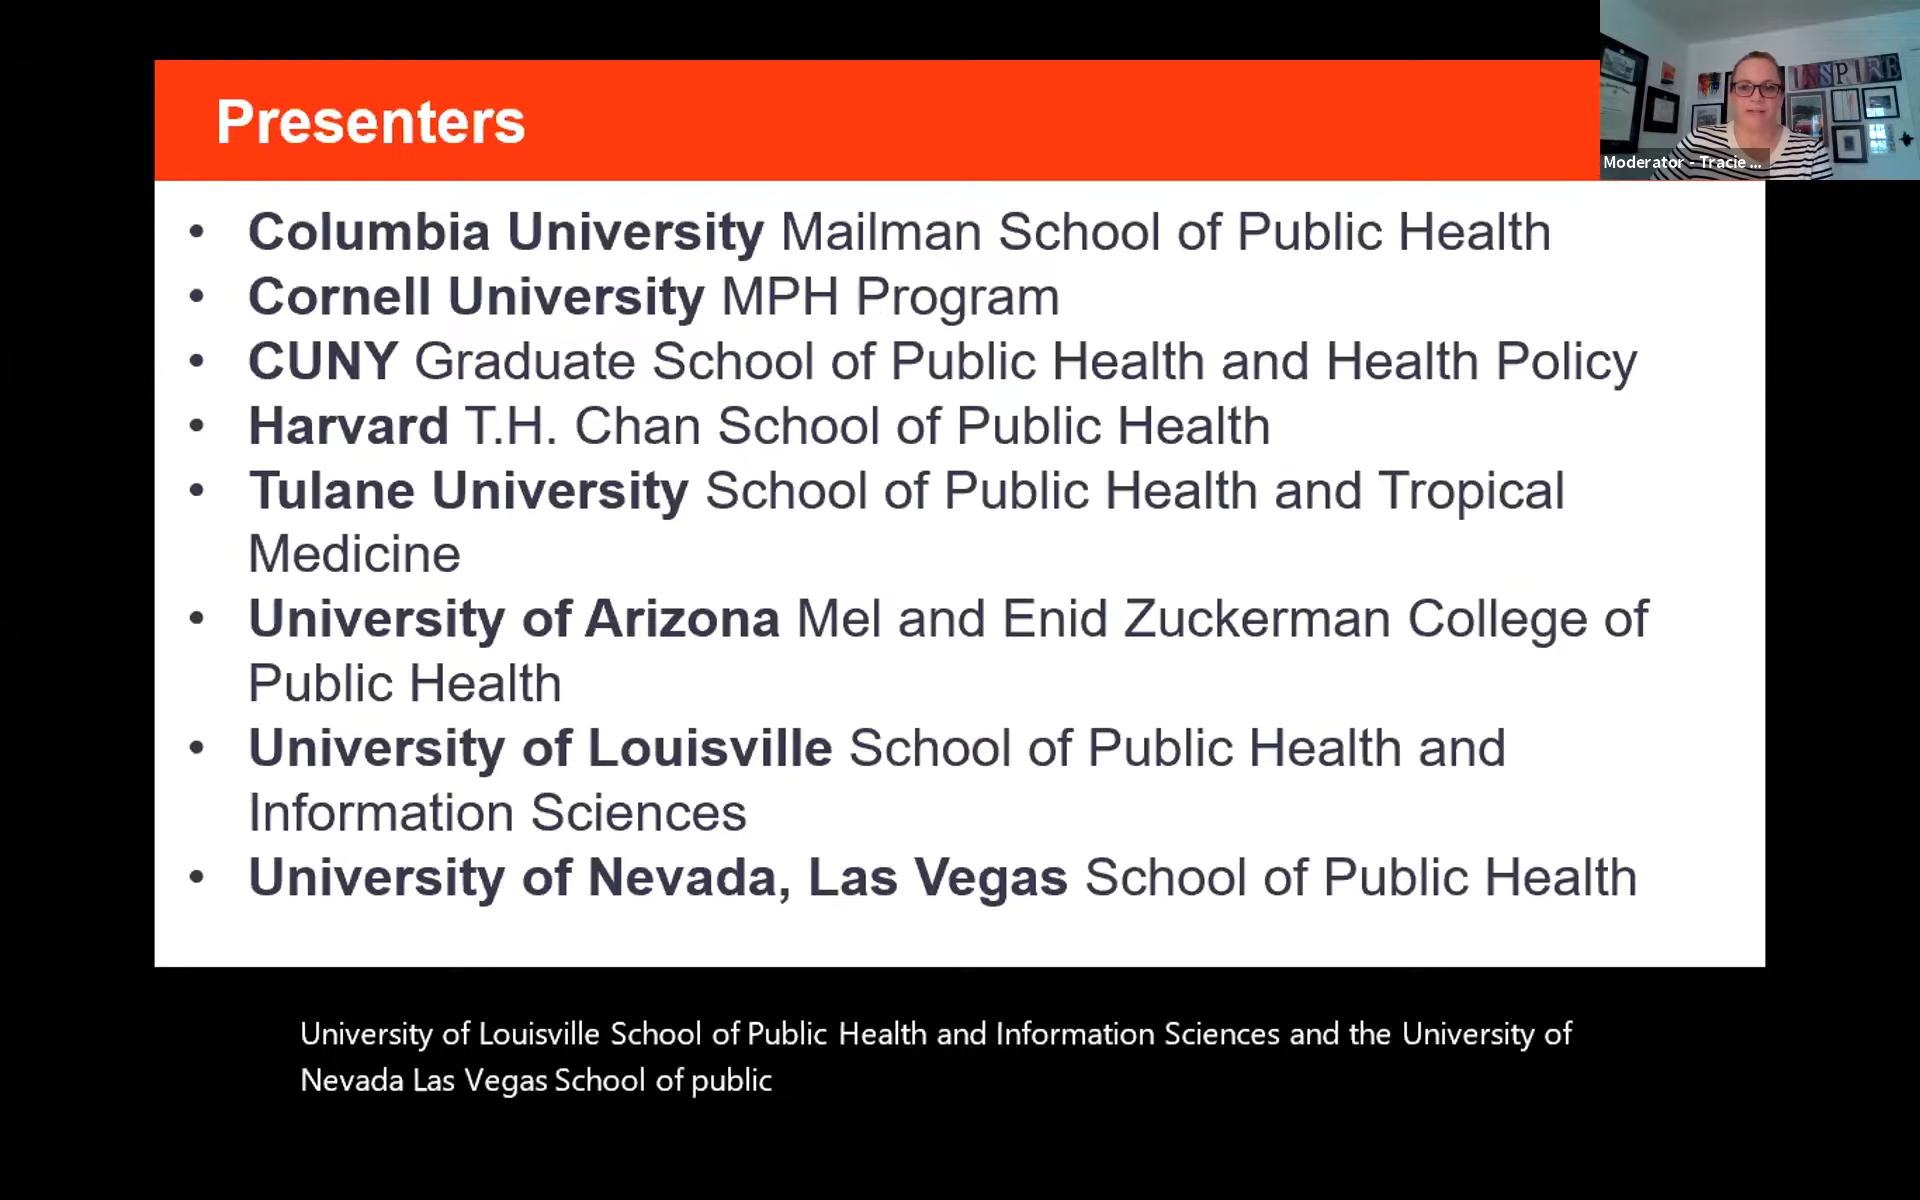 Presenters
INSPIRE
Moderator - Tracie ...
• Columbia University Mailman School of Public Health
• Cornell University MPH Program
• CUNY Graduate School of Public Health and Health Policy
• Harvard T.H. Chan School of Public Health
• Tulane University School of Public Health and Tropical
Medicine
• University of Arizona Mel and Enid Zuckerman College of
Public Health
• University of Louisville School of Public Health and
Information Sciences
• University of Nevada, Las Vegas School of Public Health
University of Louisville School of Public Health and Information Sciences and the University of
Nevada Las Vegas School of public